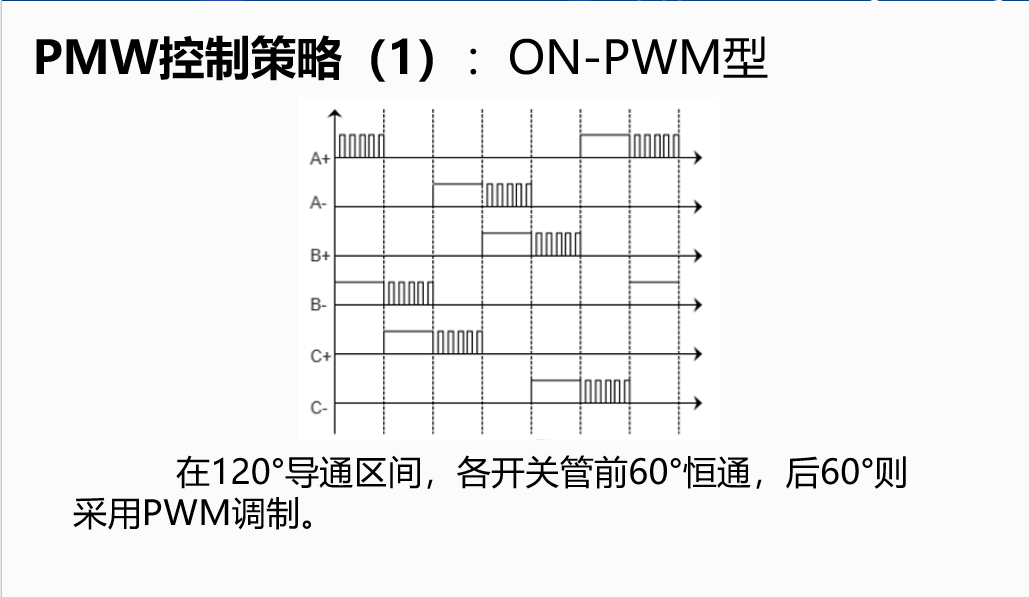 PMW控制策略（1）：ON-PWM型
A+
A-
B+
B-
C+
C-
在120°导通区间，各开关管前60°恒通，后60°则
采用PWM调制。